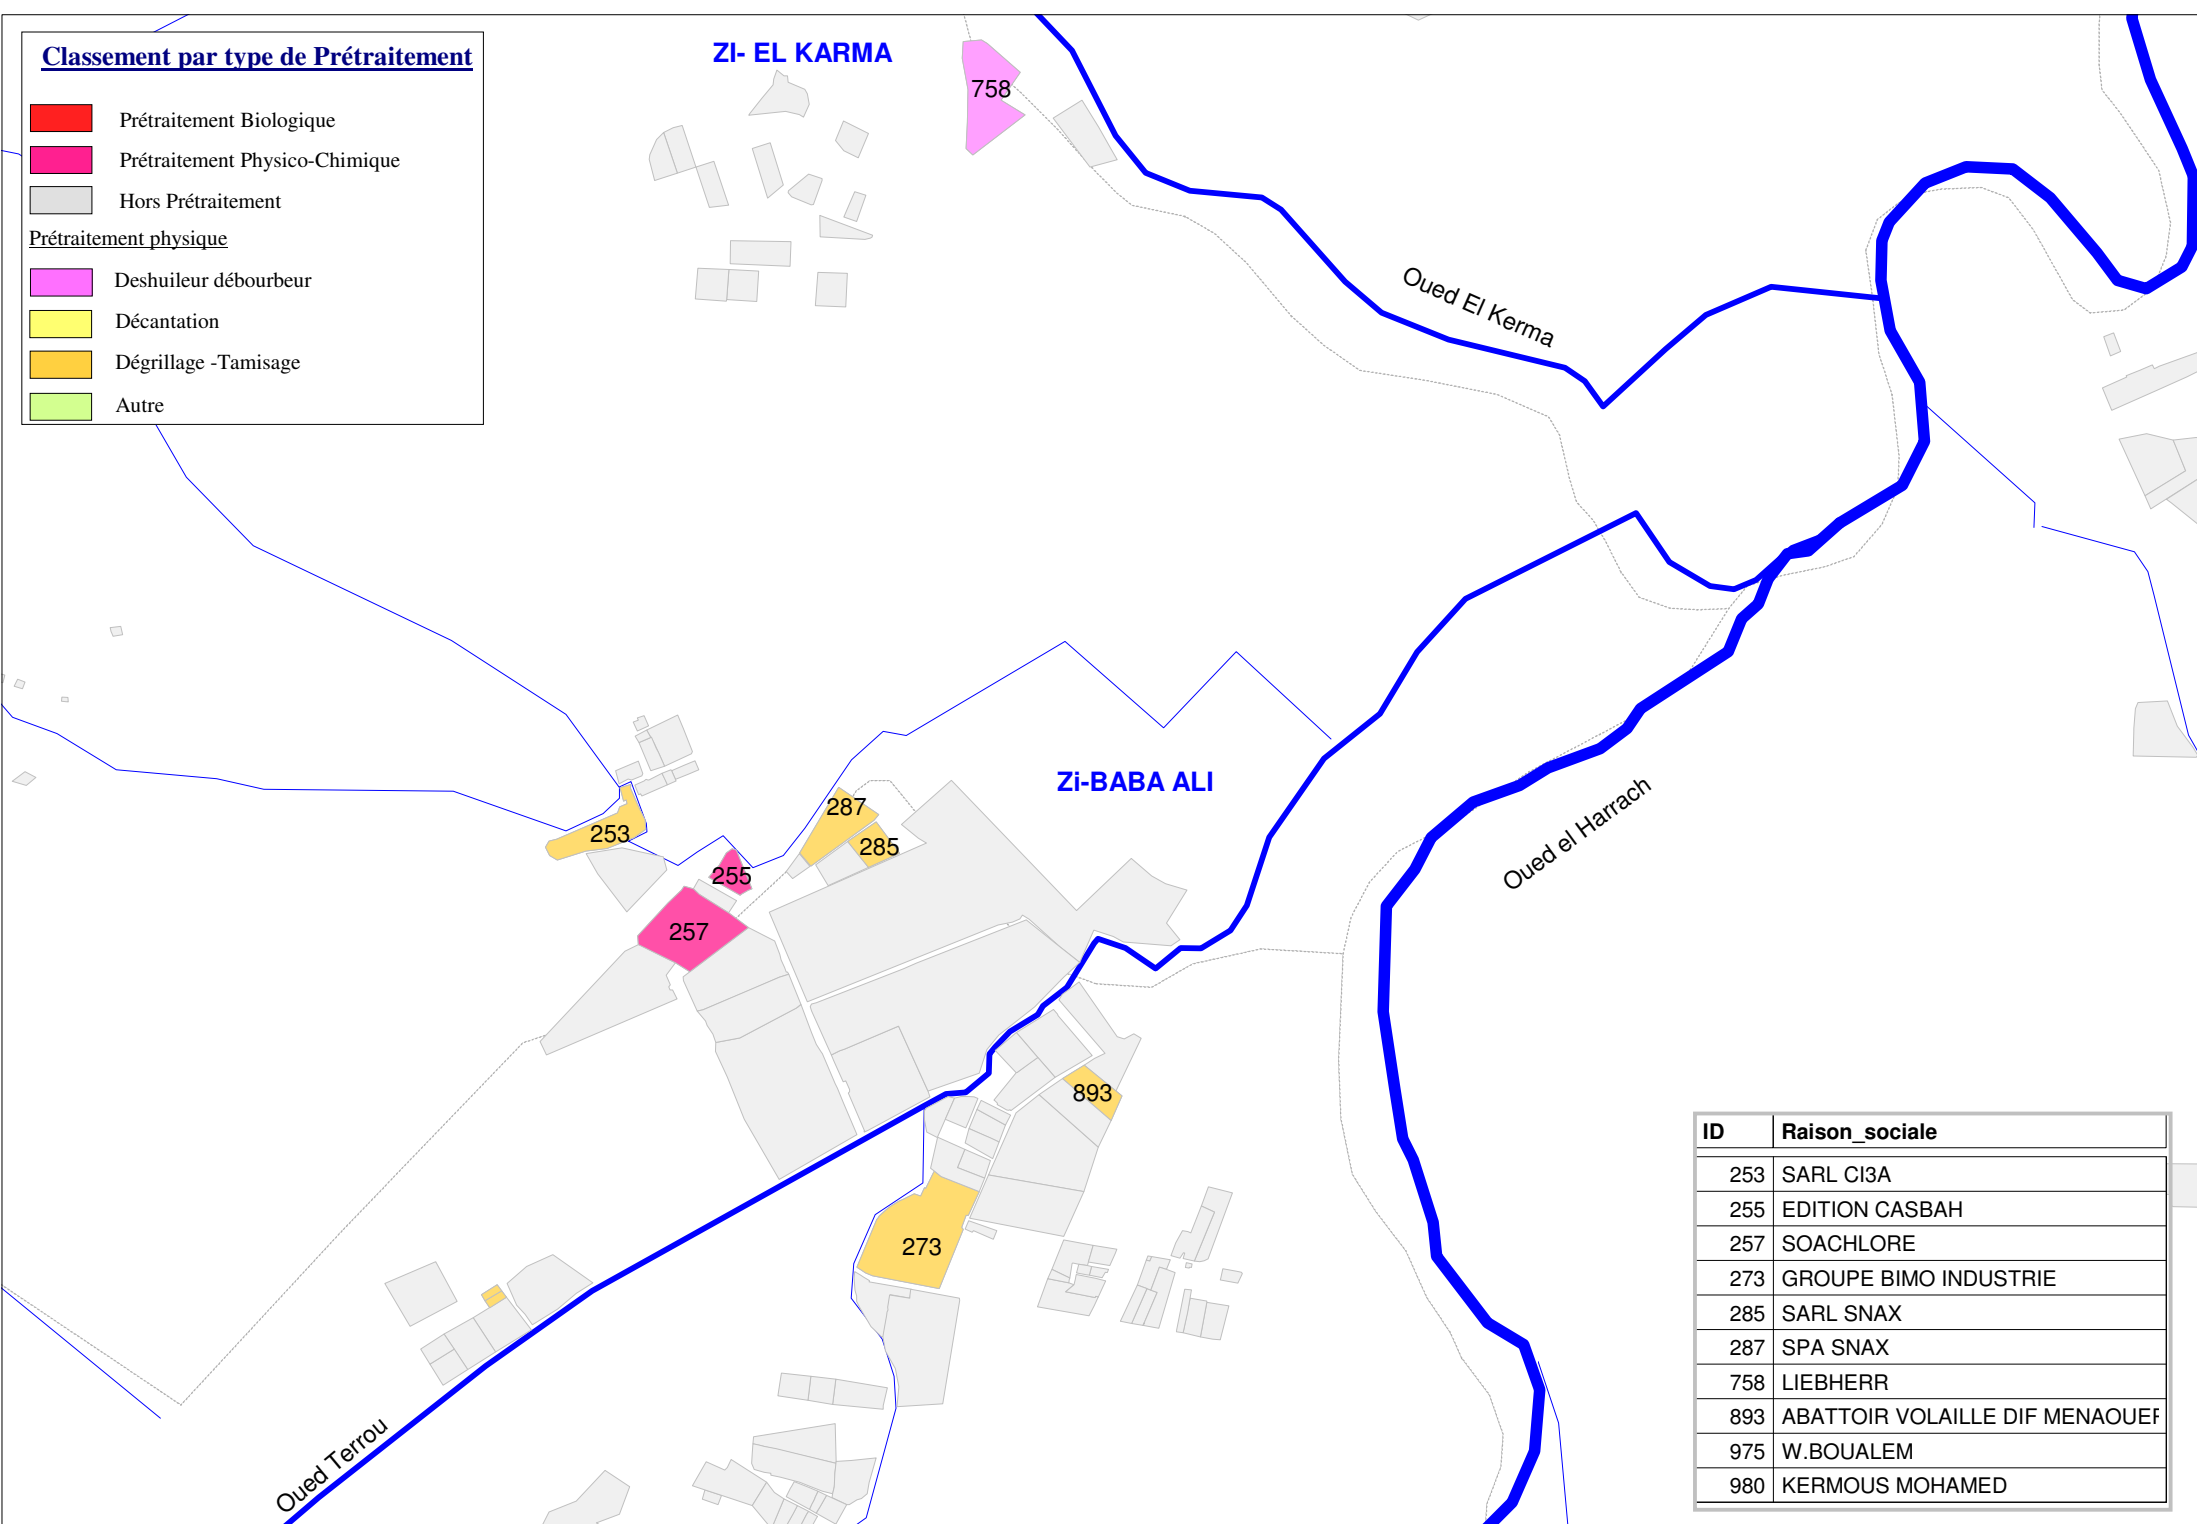 Classement par type de Prétraitement
Prétraitement Biologique
Prétraitement Physico-Chimique
Hors Prétraitement
Prétraitement physique
Deshuileur débourbeur
Décantation
Dégrillage -Tamisage
Autre
ZI- EL KARMA
758
Oued El Kerma
Zi-BABA ALI
287
285
253
255
257
Oued el Harrach
893
273
Oued Terrou
ID Raison_sociale
253 SARL CI3A
255 EDITION CASBAH
257 SOACHLORE
273 GROUPE BIMO INDUSTRIE
285 SARL SNAX
287 SPA SNAX
758 LIEBHERR
893 ABATTOIR VOLAILLE DIF MENAOUER
975 W.BOUALEM
980 KERMOUS MOHAMED